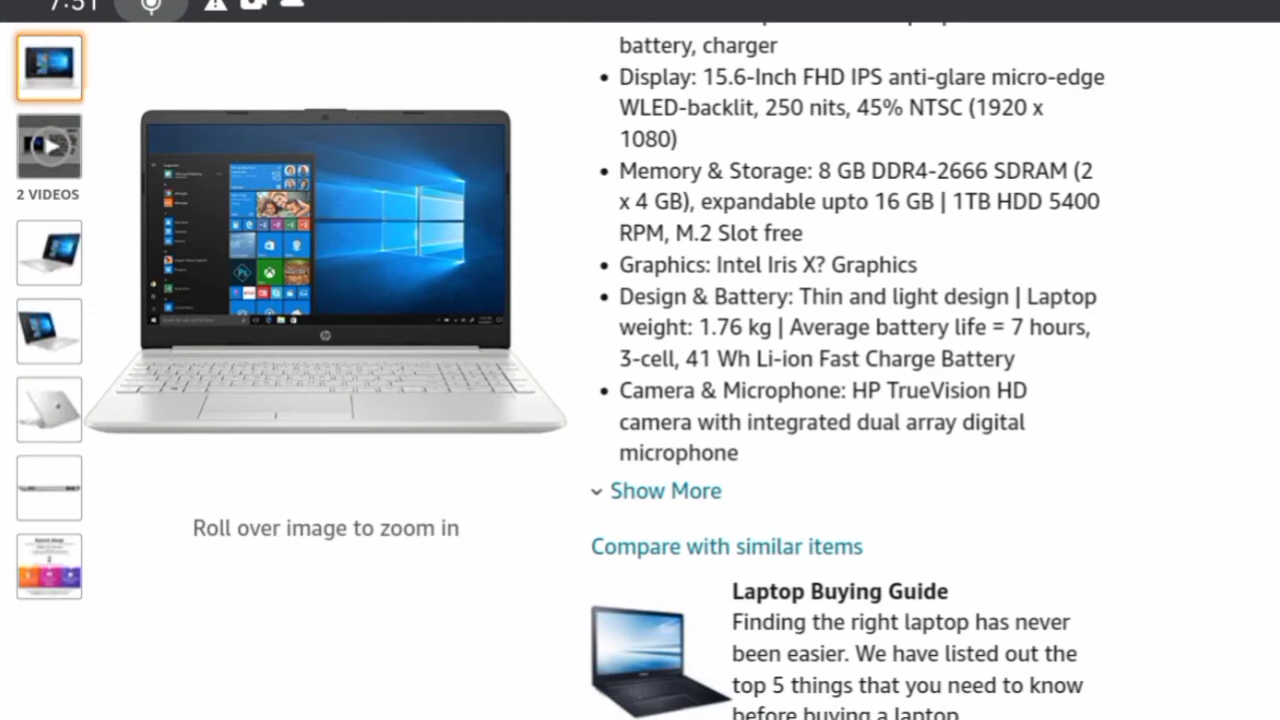 7:51
battery, charger
• Display: 15.6-Inch FHD IPS anti-glare micro-edge
WLED-backlit, 250 nits, 45% NTSC (1920 x
1080)
• Memory & Storage: 8 GB DDR4-2666 SDRAM (2
x 4 GB), expandable upto 16 GB | 1TB HDD 5400
RPM, M.2 Slot free
• Graphics: Intel Iris X? Graphics
• Design & Battery: Thin and light design | Laptop
weight: 1.76 kg | Average battery life = 7 hours,
3-cell, 41 Wh Li-ion Fast Charge Battery
• Camera & Microphone: HP TrueVision HD
camera with integrated dual array digital
microphone
Show More
Compare with similar items
Laptop Buying Guide
Finding the right laptop has never
been easier. We have listed out the
top 5 things that you need to know
before buying a laptop
2 VIDEOS
hp
Roll over image to zoom in